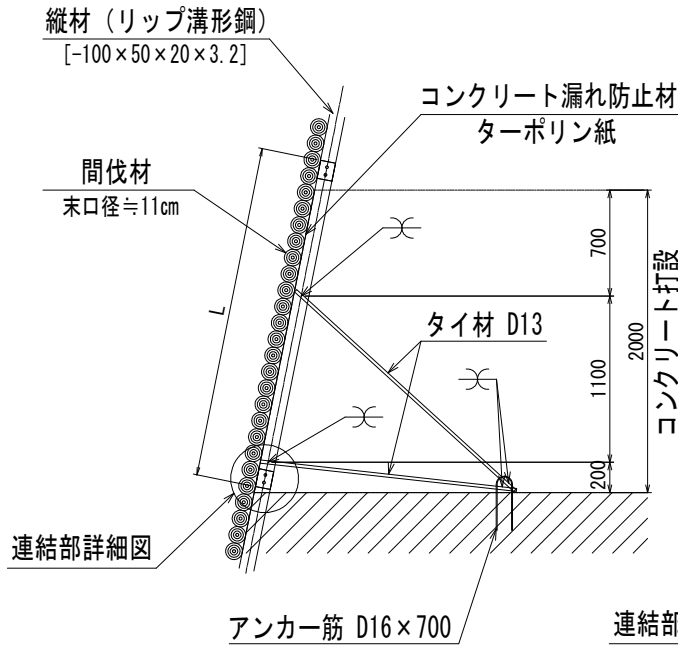 縦材（リップ溝形鋼）
[-100×50×20×3.2]
コンクリート漏れ防止材
ターポリン紙
間伐材
末口径≒11cm
L
タイ材 D13
700
1100
200
2000
コンクリート打設
連結部詳細図
アンカー筋 D16×700
連結部